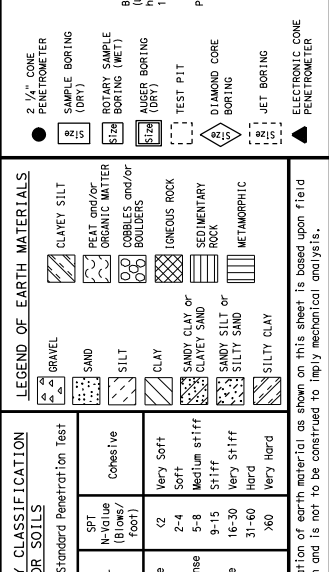 Y CLASSIFICATION
OR SOILS
Standard Penetration Test
SPT
N-Value
(Blows/
foot)
Cohesive
<2 Very Soft
2-4 Soft
5-8 Medium stiff
9-15 Stiff
16-30 Very Stiff
31-60 Hard
>60 Very Hard
e
nse
e
LEGEND OF EARTH MATERIALS
GRAVEL
SAND
SILT
CLAY
SANDY CLAY or
CLAYEY SAND
SANDY SILT or
SILTY SAND
SILTY CLAY
CLAYEY SILT
PEAT and/or
ORGANIC MATTER
COBBLES and/or
BOULDERS
IGNEOUS ROCK
SEDIMENTARY
ROCK
METAMORPHIC
ation of earth material as shown on this sheet is based upon field
n and is not to be construed to imply mechanical analysis.
2 1/4" CONE
PENETROMETER
Size SAMPLE BORING
(DRY)
Size ROTARY SAMPLE
BORING (WET)
Size AUGER BORING
(DRY)
TEST PIT
Size DIAMOND CORE
BORING
Size JET BORING
ELECTRONIC CONE
PENETROMETER